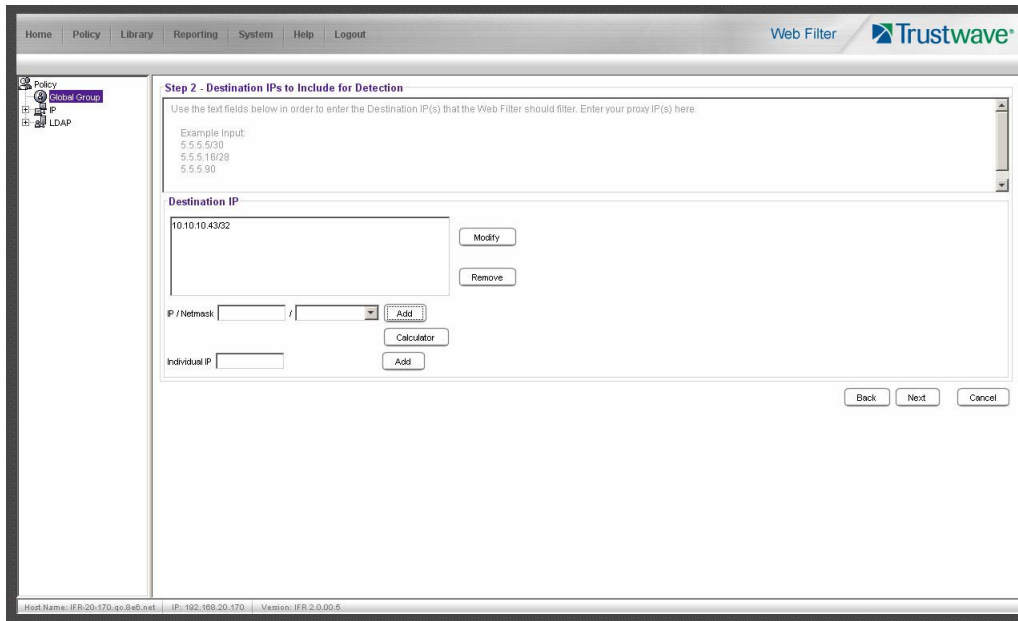 Home Policy Library Reporting System Help Logout
Web Filter Trustwave®
Policy
Global Group
IP
LDAP
Step 2 - Destination IPs to Include for Detection
Use the text fields below in order to enter the Destination IP(s) that the Web Filter should filter. Enter your proxy IP(s) here.
Example Input:
5.5.5.5/30
5.5.5.16/28
5.5.5.90
Destination IP
10.10.10.43/32
Modify
Remove
IP / Netmask / Add
Calculator
Individual IP Add
Back Next Cancel
Host Name: IFR-20-170.qo.8e6.net IP: 192.168.20.170 Version: IFR 2.0.00.5